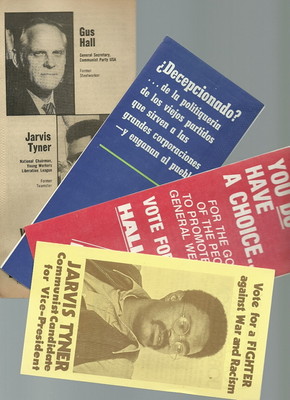 Gus
Hall
General Secretary,
Communist Party USA
Former
Steelworker
Jarvis
Tyner
National Chairman,
Young Workers
Liberation League
Former
Teamster
¿Decepcionado?
... de la politiquería
de los viejos partidos
que sirven a las
grandes corporaciones
—y engañan al pueblo
YOU DO
HAVE
A CHOICE.
FOR THE GO
OF THE PEO
TO PROMOTE
GENERAL WE
VOTE FO
HALL
Vote for a FIGHTER
against War and Racism
JARVIS TYNER
Communist Candidate
for Vice-President